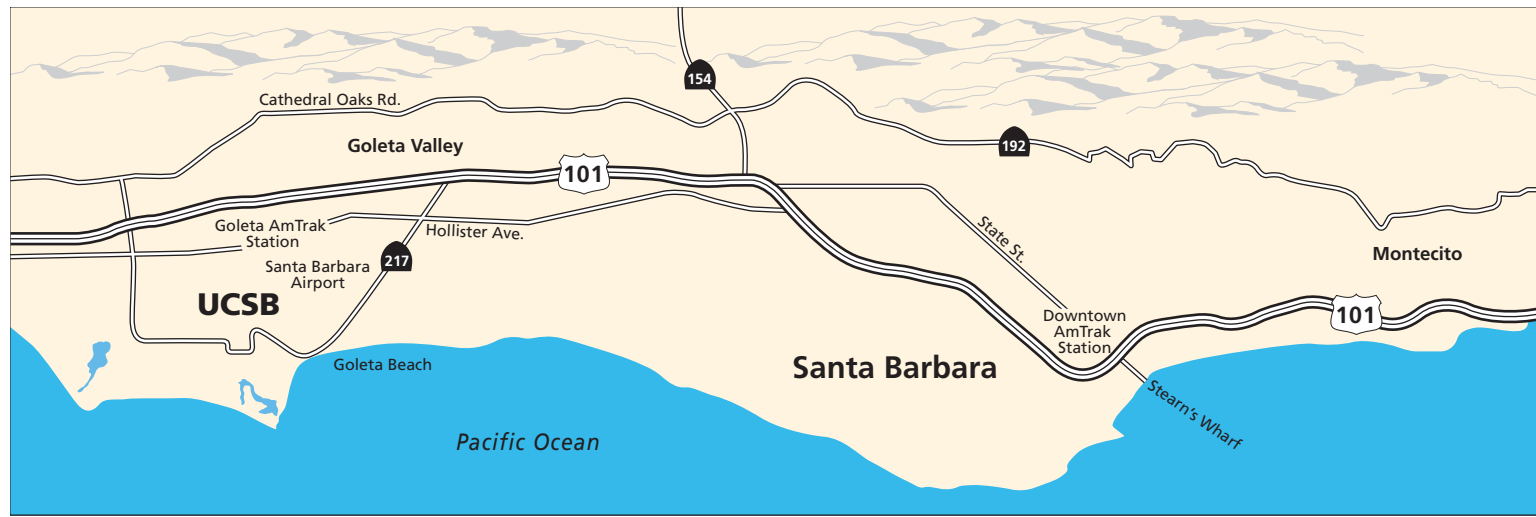 154
Cathedral Oaks Rd.
Goleta Valley
192
101
Goleta AmTrak
Station
Hollister Ave.
State St.
Santa Barbara
Airport
217
Montecito
UCSB
Downtown
AmTrak
Station
101
Goleta Beach
Santa Barbara
Stearn's Wharf
Pacific Ocean